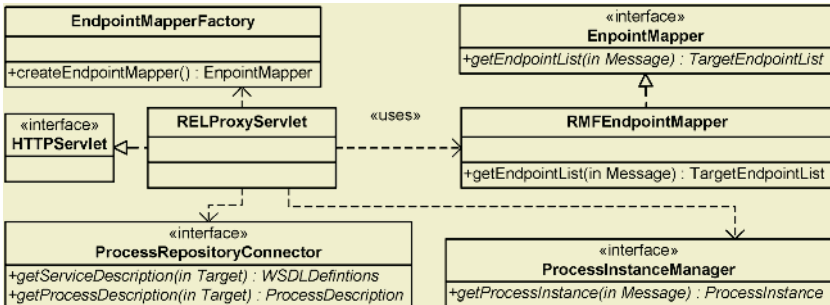 EndpointMapperFactory
+createEndpointMapper() : EnpointMapper
«interface»
EnpointMapper
+getEndpointList(in Message) : TargetEndpointList
«interface»
HTTPServlet
RELProxyServlet
«uses»
RMFEndpointMapper
+getEndpointList(in Message) : TargetEndpointList
«interface»
ProcessRepositoryConnector
+getServiceDescription(in Target) : WSDLDefintions
+getProcessDescription(in Target) : ProcessDescription
«interface»
ProcessInstanceManager
+getProcessInstance(in Message) : ProcessInstance